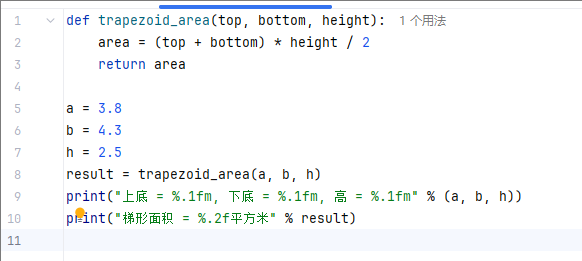 1 def trapezoid_area(top, bottom, height): 1 个用法
2     area = (top + bottom) * height / 2
3     return area
4
5 a = 3.8
6 b = 4.3
7 h = 2.5
8 result = trapezoid_area(a, b, h)
9 print("上底 = %.1fm, 下底 = %.1fm, 高 = %.1fm" % (a, b, h))
10 print("梯形面积 = %.2f平方米" % result)
11